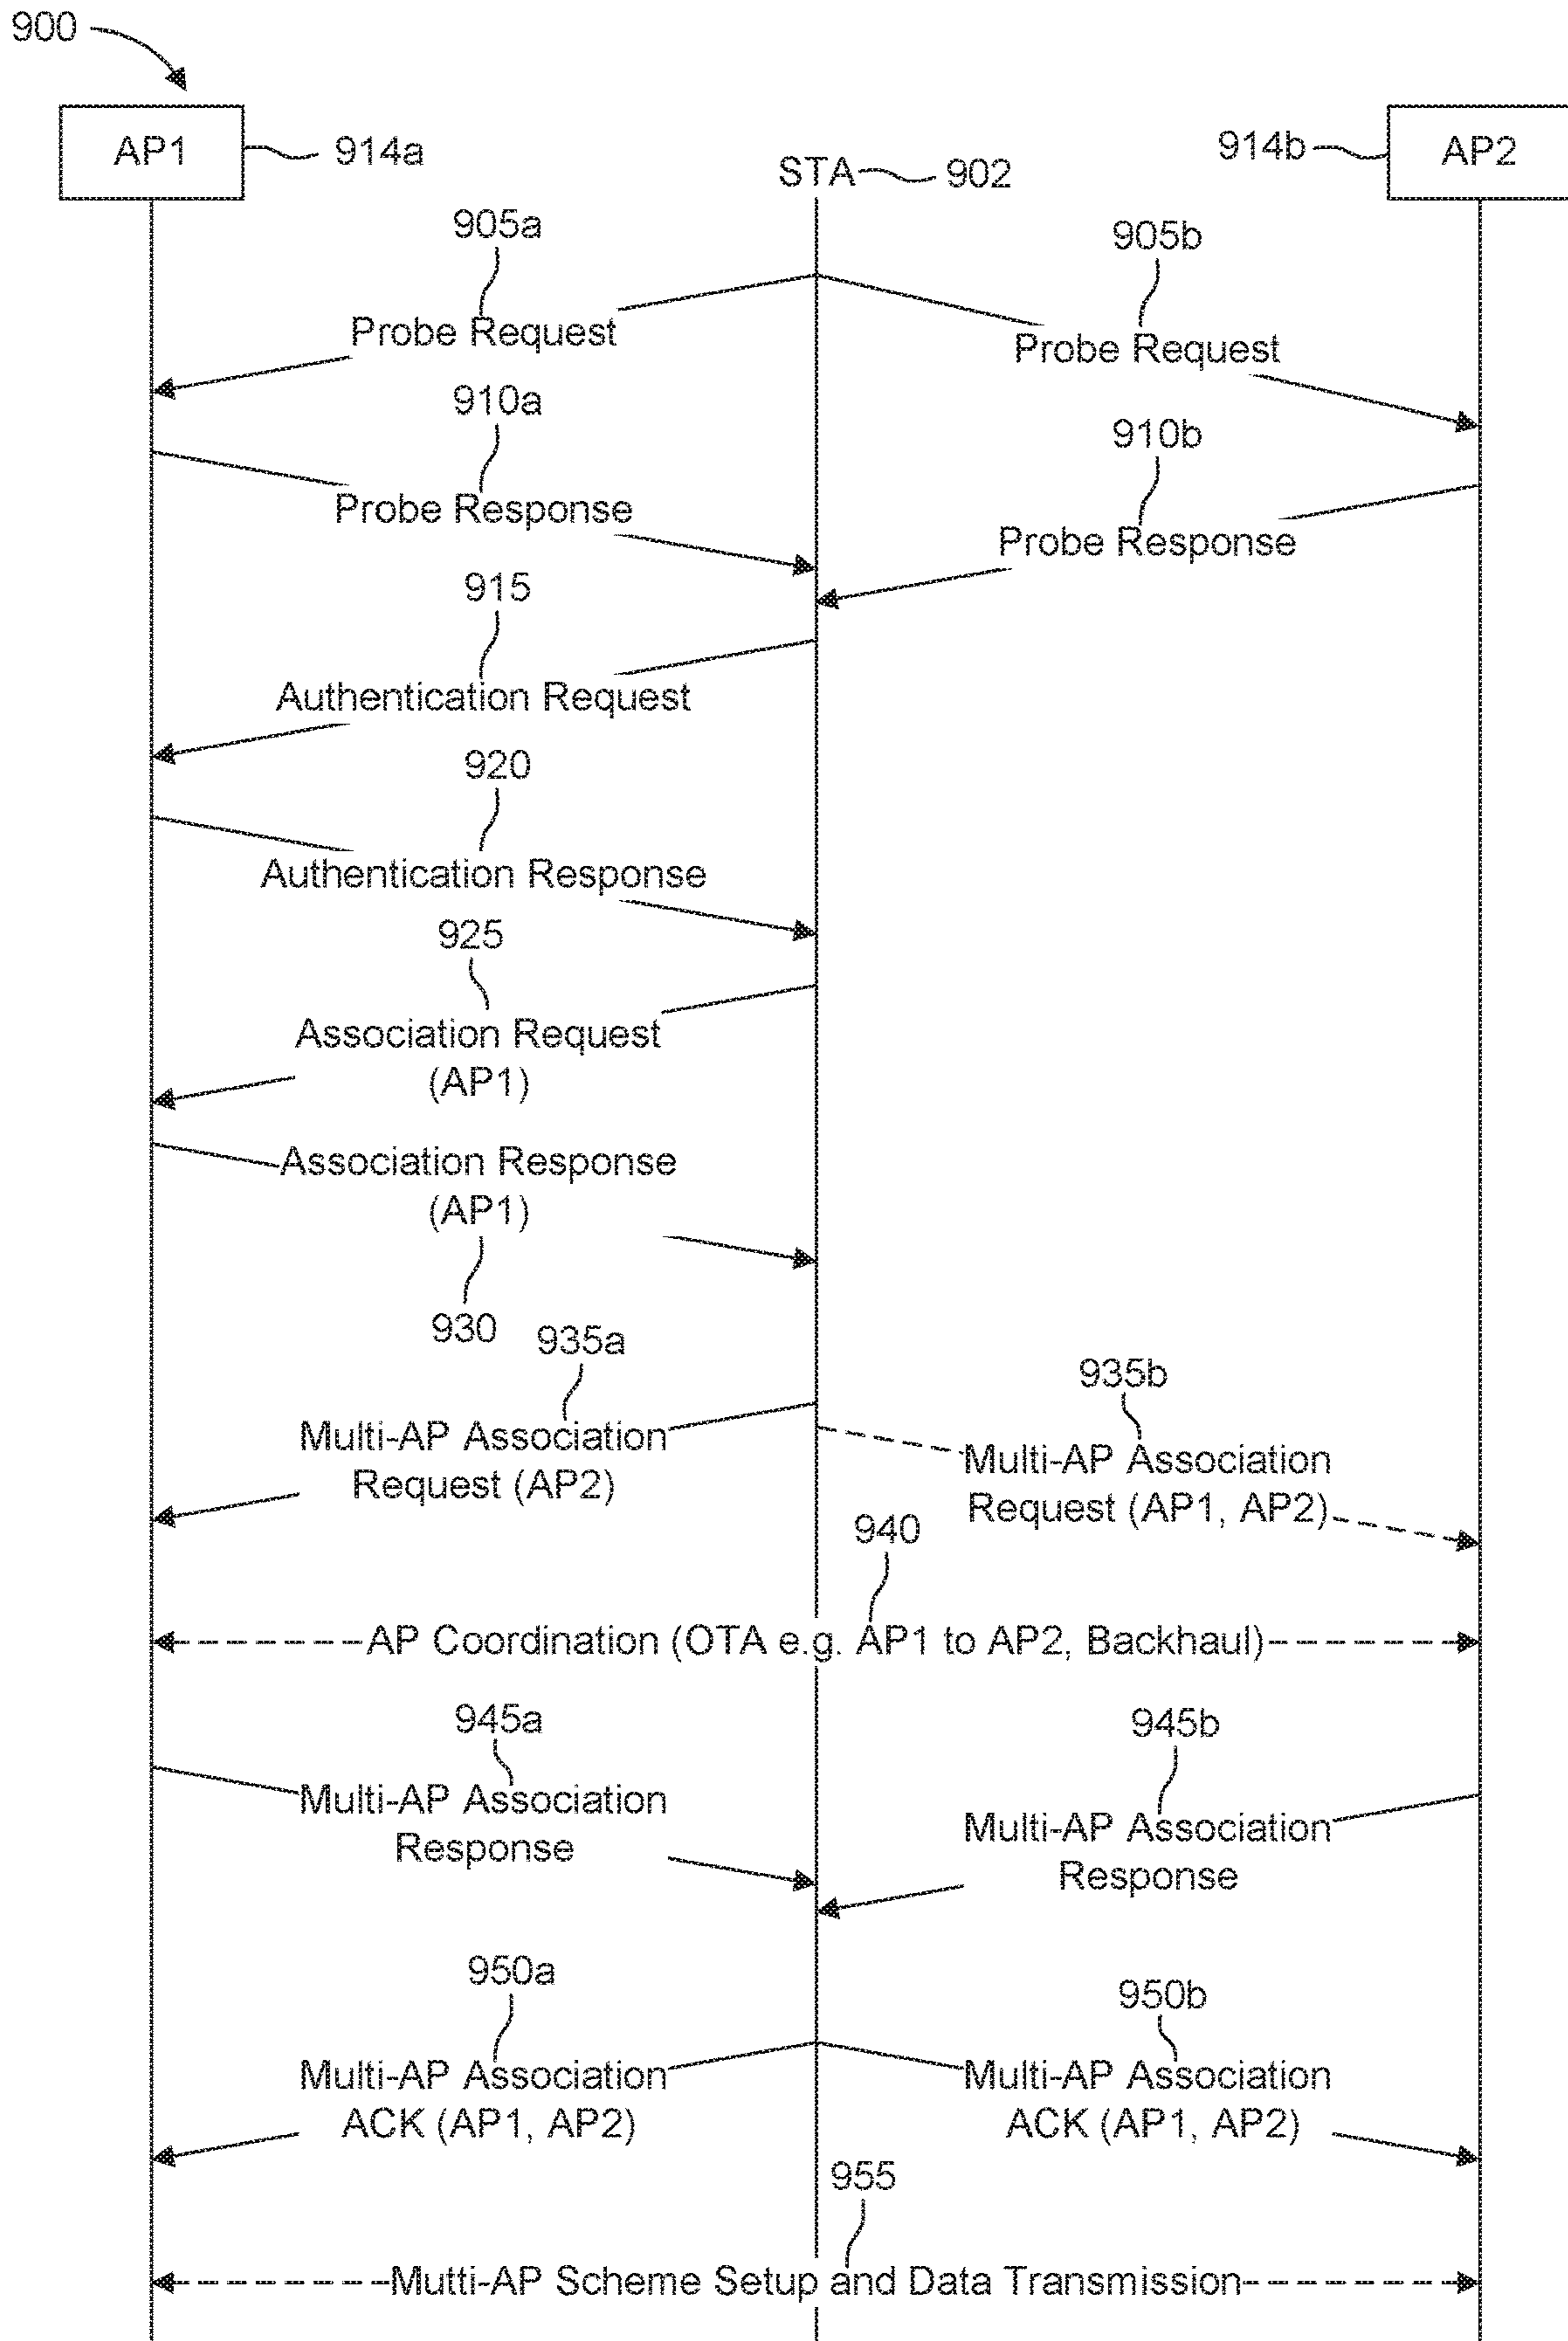 900
AP1
914a
STA
902
914b
AP2
905a
905b
Probe Request
Probe Request
910a
910b
Probe Response
Probe Response
915
Authentication Request
920
Authentication Response
925
Association Request
(AP1)
Association Response
(AP1)
930
935a
935b
Multi-AP Association
Request (AP2)
Multi-AP Association
Request (AP1, AP2)
940
AP Coordination (OTA e.g. AP1 to AP2, Backhaul)
945a
945b
Multi-AP Association
Response
Multi-AP Association
Response
950a
950b
Multi-AP Association
ACK (AP1, AP2)
Multi-AP Association
ACK (AP1, AP2)
955
Mutti-AP Scheme Setup and Data Transmission